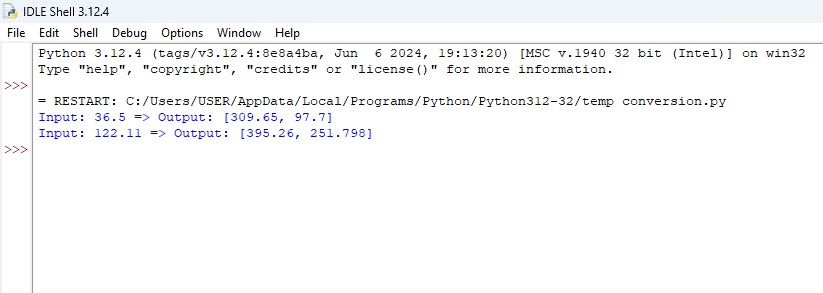 IDLE Shell 3.12.4
File Edit Shell Debug Options Window Help
Python 3.12.4 (tags/v3.12.4:8e8a4ba, Jun  6 2024, 19:13:20) [MSC v.1940 32 bit (Intel)] on win32
Type "help", "copyright", "credits" or "license()" for more information.
>>>
= RESTART: C:/Users/USER/AppData/Local/Programs/Python/Python312-32/temp conversion.py
Input: 36.5 => Output: [309.65, 97.7]
Input: 122.11 => Output: [395.26, 251.798]
>>>